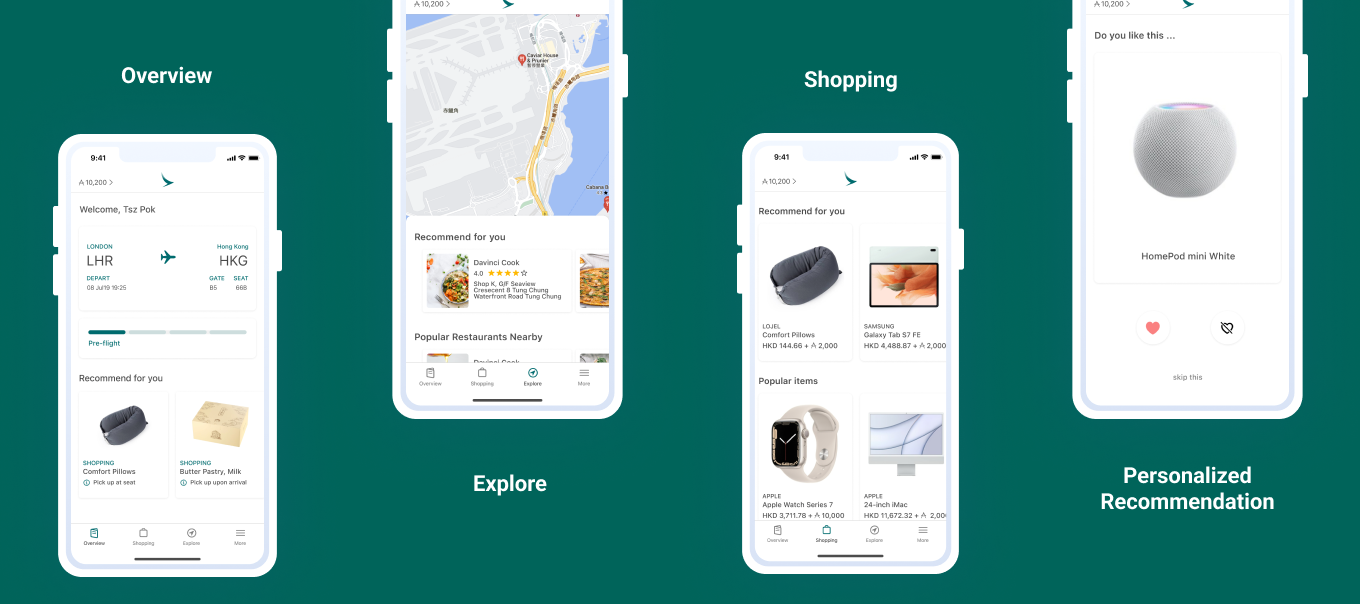 Overview
9:41
10,200 >
Welcome, Tsz Pok
LONDON
Hong Kong
LHR
HKG
DEPART
GATE SEAT
08 Jul19 19:25
B5 66B
Pre-flight
Recommend for you
SHOPPING
Comfort Pillows
Pick up at seat
SHOPPING
Butter Pastry, Milk
Pick up upon arrival
Overview
Shopping
Explore
More
10,200 >
Caviar House
& Prunier
赤鱲角
Cabana B
Recommend for you
Davinci Cook
4.0
Shop K, G/F Seaview
Cresecent 8 Tung Chung
Waterfront Road Tung Chung
Popular Restaurants Nearby
Davinci Cook
Overview
Shopping
Explore
More
Explore
Shopping
9:41
10,200 >
Recommend for you
LOJEL
Comfort Pillows
HKD 144.66 + 2,000
SAMSUNG
Galaxy Tab S7 FE
HKD 4,488.87 + 2,000
Popular items
APPLE
Apple Watch Series 7
HKD 3,711.78 + 10,000
APPLE
24-inch iMac
HKD 11,672.32 + 2,00
Overview
Shopping
Explore
More
10,200 >
Do you like this ...
HomePod mini White
skip this
Personalized
Recommendation